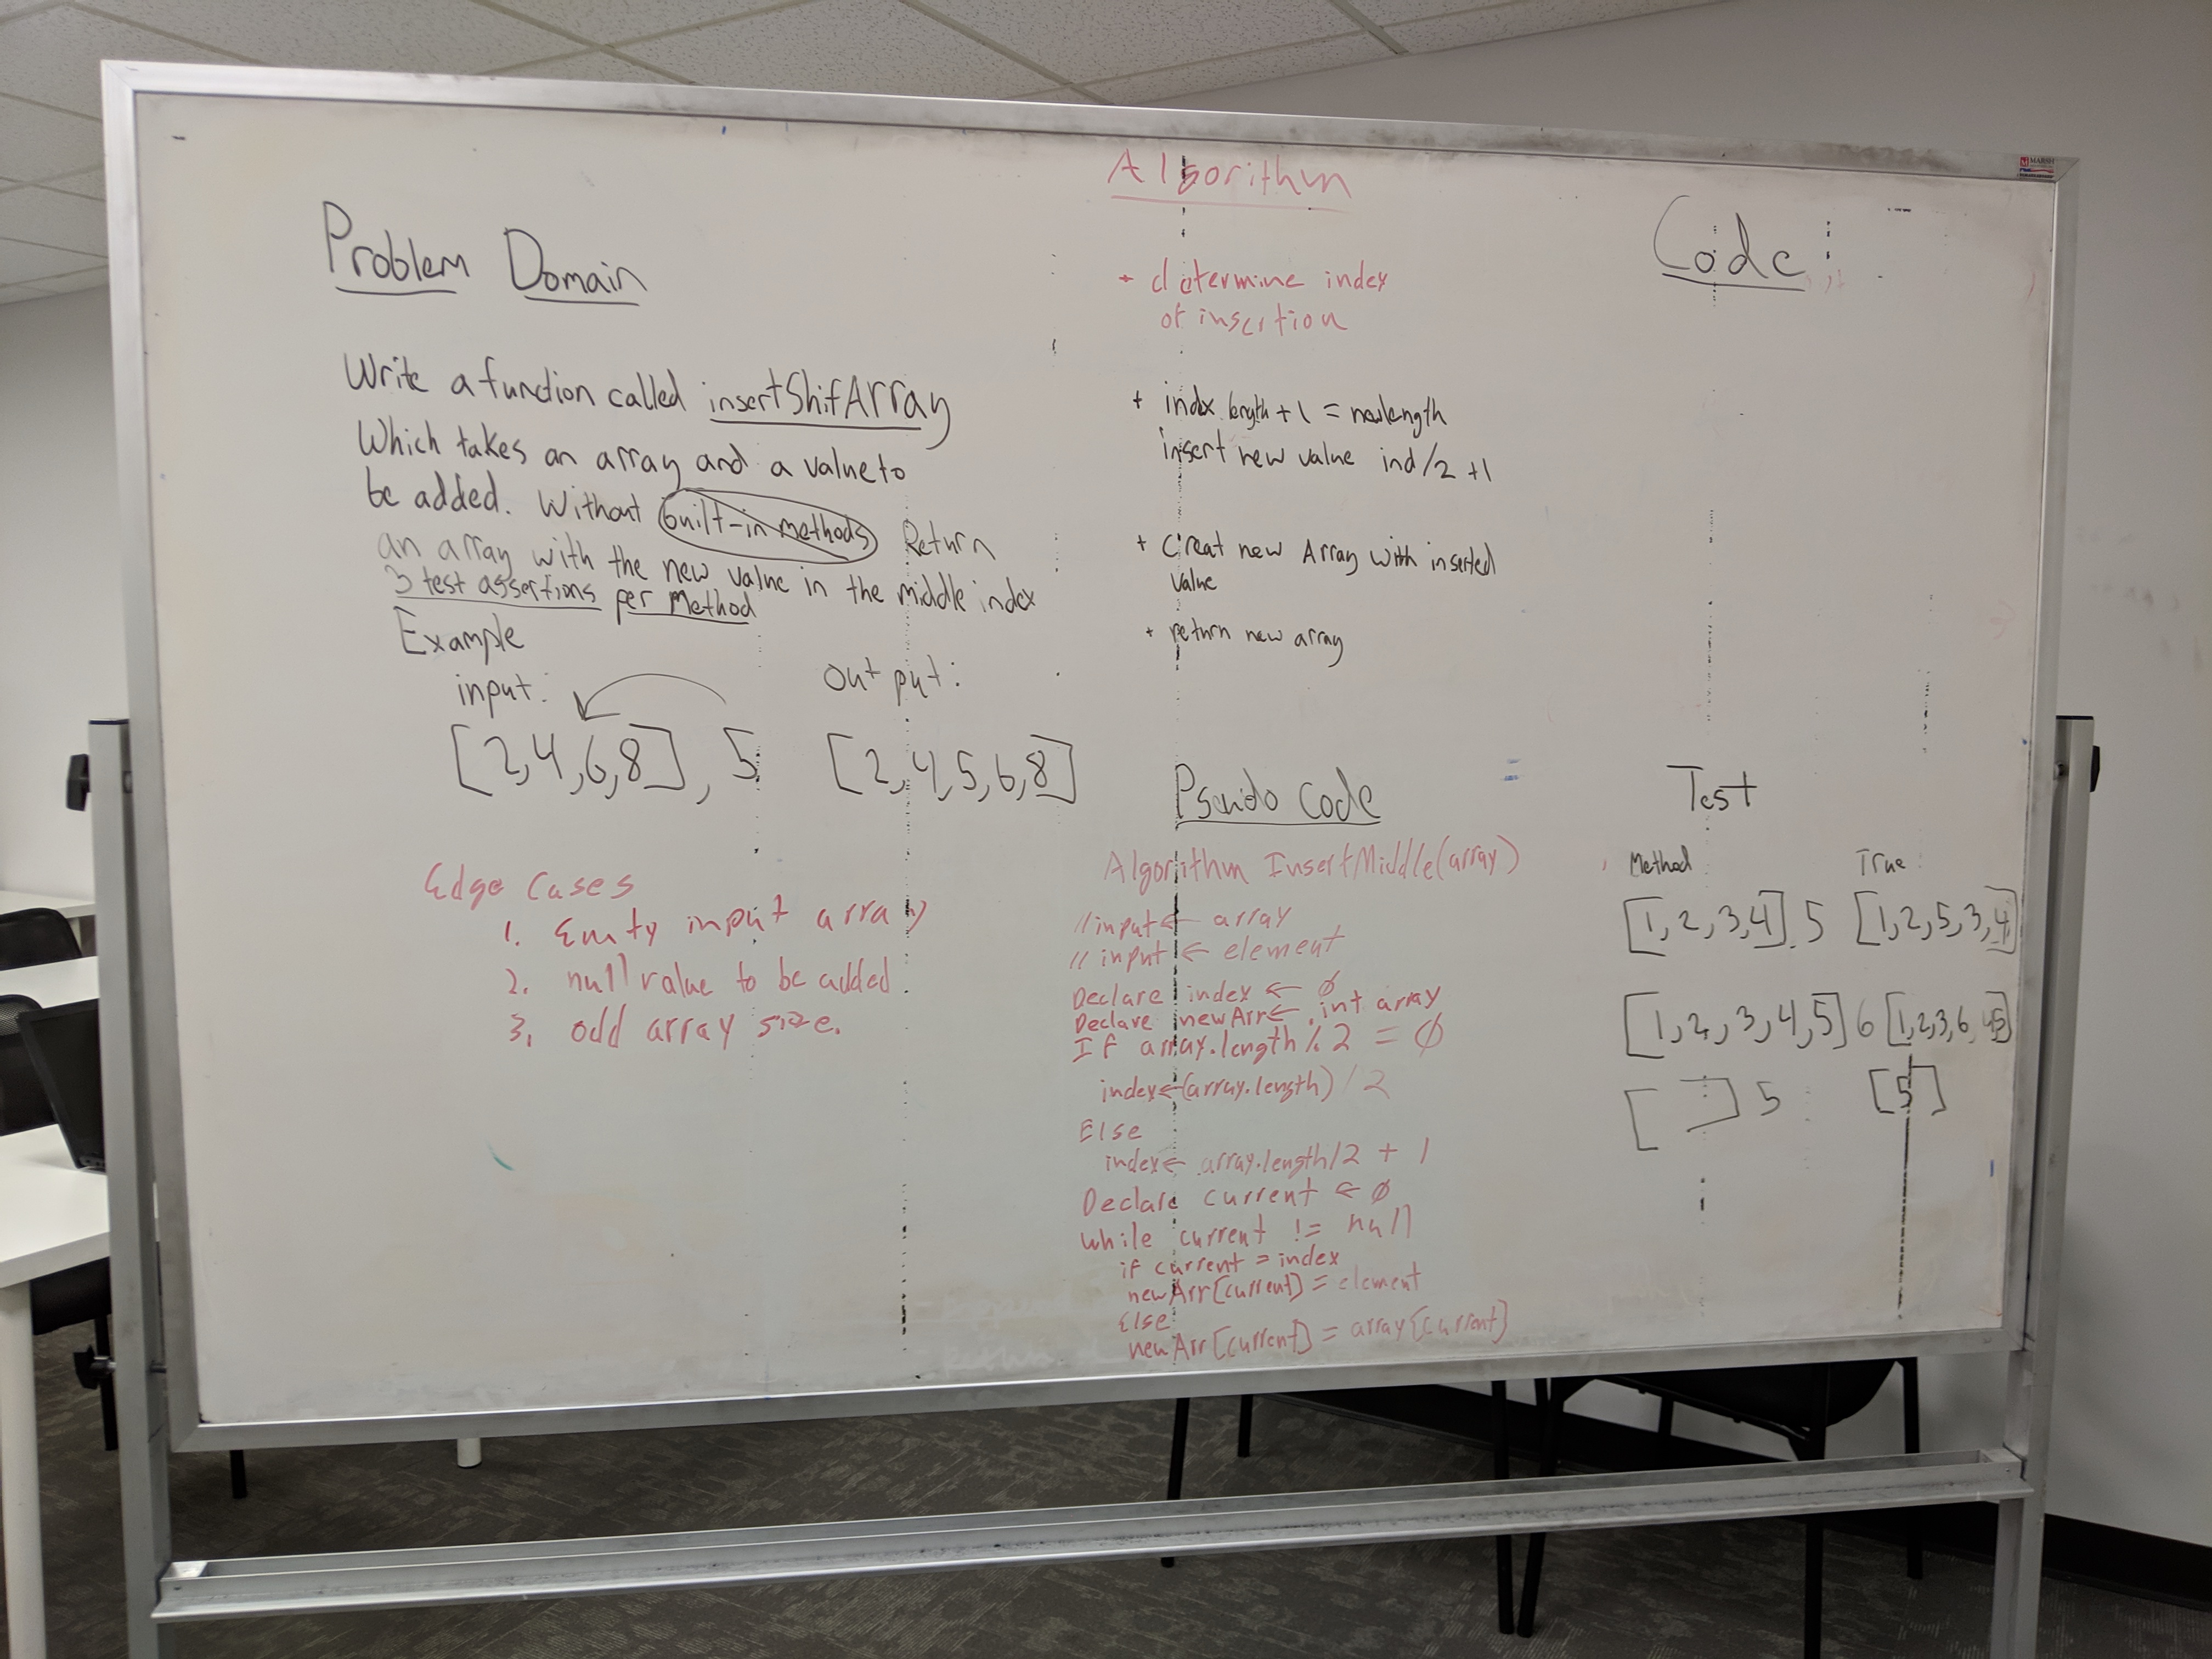 Problem Domain
Write a function called insertShifArray
Which takes an array and a value to
be added. Without built-in methods Return
an array with the new value in the middle index
3 test assertions per Method
Example
input: output:
[2,4,6,8], 5 [2,4,5,6,8]
Edge Cases
1. Emty input array
2. null value to be added
3. odd array size.
Algorithm
+ determine index
of insertion
+ index length + 1 = newlength
insert new value ind/2 +1
+ Creat new Array with inserted
value
+ return new array
Pseudo Code
Algorithm InsertMiddle(array)
// input ← array
// input ← element
Declare index ← 0
Declare newArr ← int array
If array.length % 2 = 0
index ← (array.length) / 2
Else
index ← array.length/2 + 1
Declare current ← 0
while current != null
if current = index
newArr[current] = element
Else
newArr[current] = array[current]
Code
Test
Method True
[1,2,3,4], 5 [1,2,5,3,4]
[1,2,3,4,5] 6 [1,2,3,6,4,5]
[ ] 5 [5]
MARSH